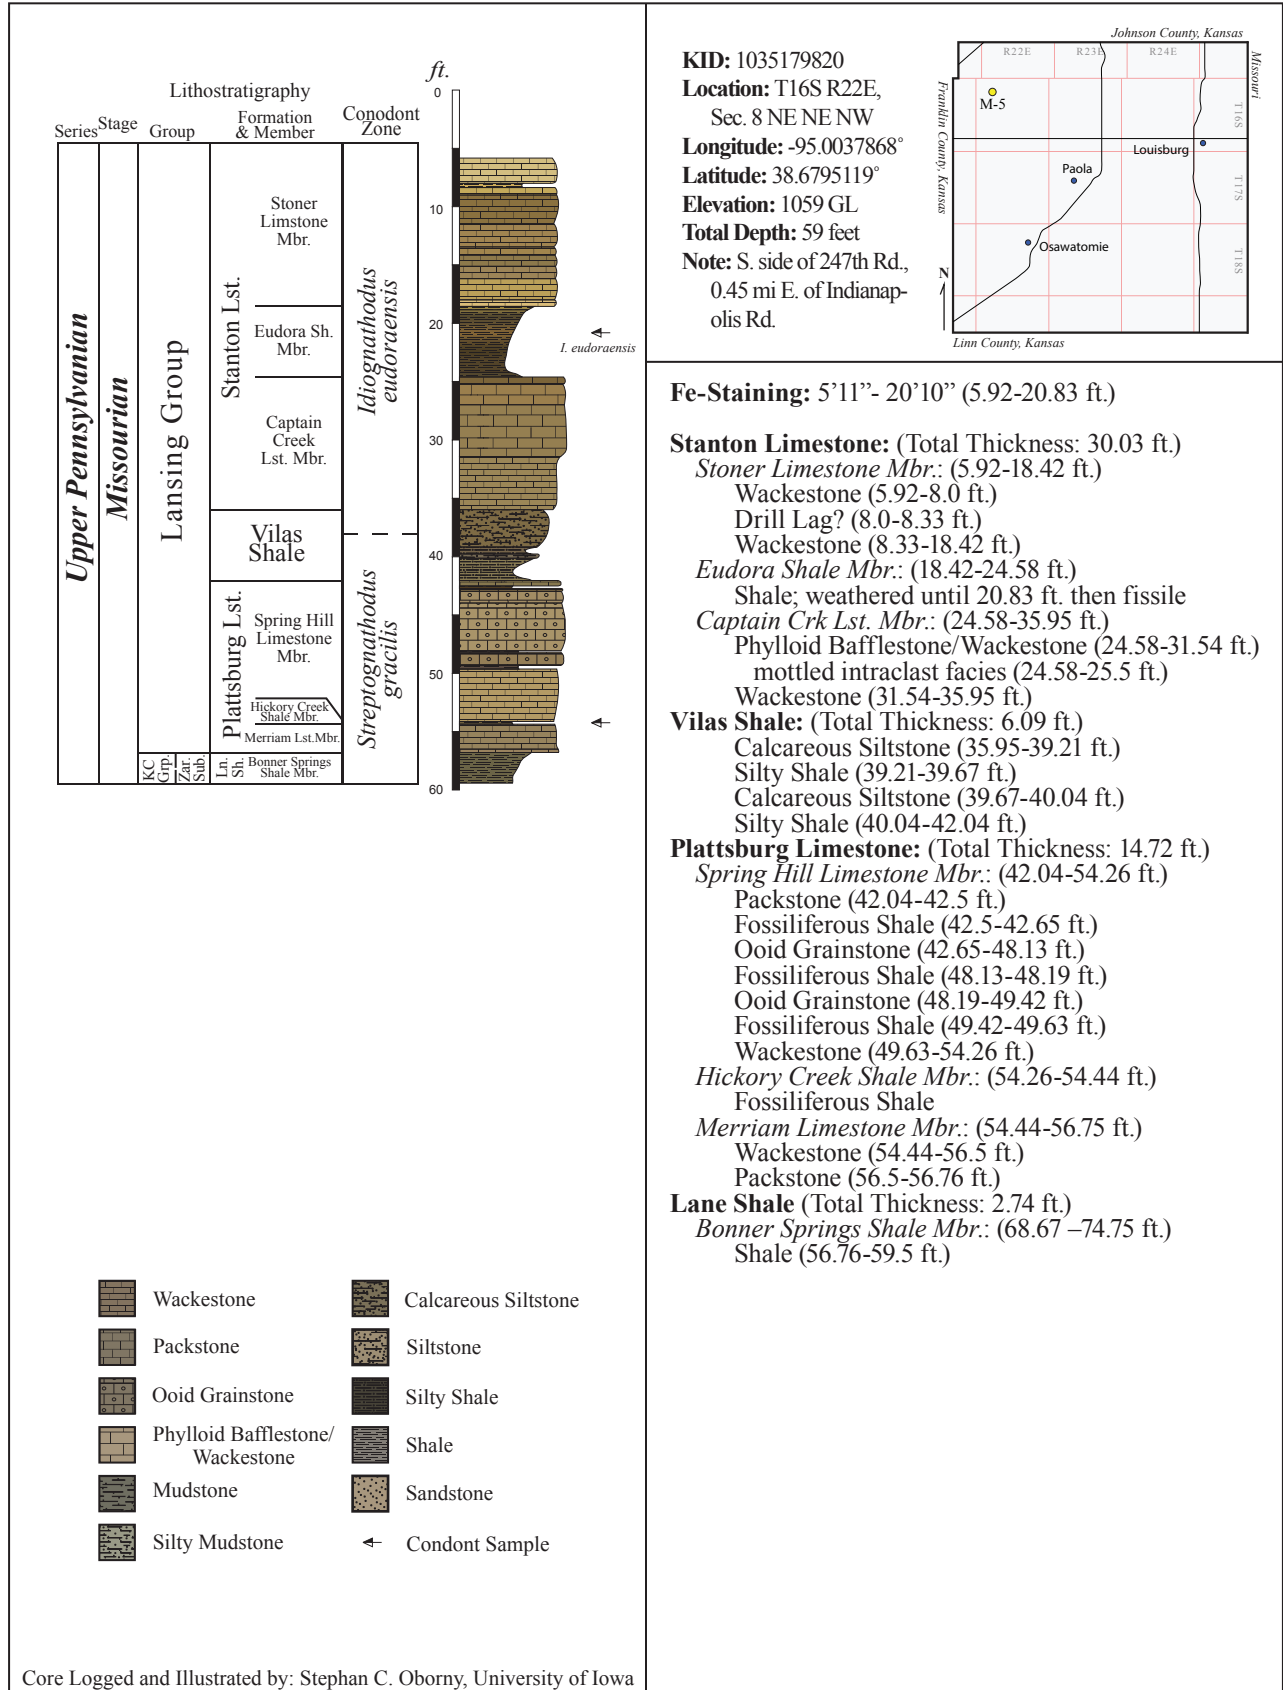 ft.
Lithostratigraphy
Series
Stage
Group
Formation
& Member
Conodont
Zone
Upper Pennsylvanian
Missourian
Lansing Group
KC
Grp.
Zar.
Sub.
Stanton Lst.
Stoner
Limstone
Mbr.
Eudora Sh.
Mbr.
Captain
Creek
Lst. Mbr.
Vilas
Shale
Plattsburg Lst.
Spring Hill
Limestone
Mbr.
Hickory Creek
Shale Mbr.
Merriam Lst.Mbr.
Ln.
Sh.
Bonner Springs
Shale Mbr.
Idiognathodus
eudoraensis
Streptognathodus
gracilis
0
10
20
30
40
50
60
I. eudoraensis
Wackestone
Packstone
Ooid Grainstone
Phylloid Bafflestone/
Wackestone
Mudstone
Silty Mudstone
Calcareous Siltstone
Siltstone
Silty Shale
Shale
Sandstone
Condont Sample
Core Logged and Illustrated by: Stephan C. Oborny, University of Iowa
KID: 1035179820
Location: T16S R22E,
Sec. 8 NE NE NW
Longitude: -95.0037868°
Latitude: 38.6795119°
Elevation: 1059 GL
Total Depth: 59 feet
Note: S. side of 247th Rd.,
0.45 mi E. of Indianap-
olis Rd.
Johnson County, Kansas
R22E
R23E
R24E
Missouri
Franklin County, Kansas
M-5
T16S
Louisburg
Paola
T17S
Osawatomie
T18S
N
Linn County, Kansas
Fe-Staining: 5'11”- 20'10” (5.92-20.83 ft.)
Stanton Limestone: (Total Thickness: 30.03 ft.)
Stoner Limestone Mbr.: (5.92-18.42 ft.)
Wackestone (5.92-8.0 ft.)
Drill Lag? (8.0-8.33 ft.)
Wackestone (8.33-18.42 ft.)
Eudora Shale Mbr.: (18.42-24.58 ft.)
Shale; weathered until 20.83 ft. then fissile
Captain Crk Lst. Mbr.: (24.58-35.95 ft.)
Phylloid Bafflestone/Wackestone (24.58-31.54 ft.)
mottled intraclast facies (24.58-25.5 ft.)
Wackestone (31.54-35.95 ft.)
Vilas Shale: (Total Thickness: 6.09 ft.)
Calcareous Siltstone (35.95-39.21 ft.)
Silty Shale (39.21-39.67 ft.)
Calcareous Siltstone (39.67-40.04 ft.)
Silty Shale (40.04-42.04 ft.)
Plattsburg Limestone: (Total Thickness: 14.72 ft.)
Spring Hill Limestone Mbr.: (42.04-54.26 ft.)
Packstone (42.04-42.5 ft.)
Fossiliferous Shale (42.5-42.65 ft.)
Ooid Grainstone (42.65-48.13 ft.)
Fossiliferous Shale (48.13-48.19 ft.)
Ooid Grainstone (48.19-49.42 ft.)
Fossiliferous Shale (49.42-49.63 ft.)
Wackestone (49.63-54.26 ft.)
Hickory Creek Shale Mbr.: (54.26-54.44 ft.)
Fossiliferous Shale
Merriam Limestone Mbr.: (54.44-56.75 ft.)
Wackestone (54.44-56.5 ft.)
Packstone (56.5-56.76 ft.)
Lane Shale (Total Thickness: 2.74 ft.)
Bonner Springs Shale Mbr.: (68.67 –74.75 ft.)
Shale (56.76-59.5 ft.)